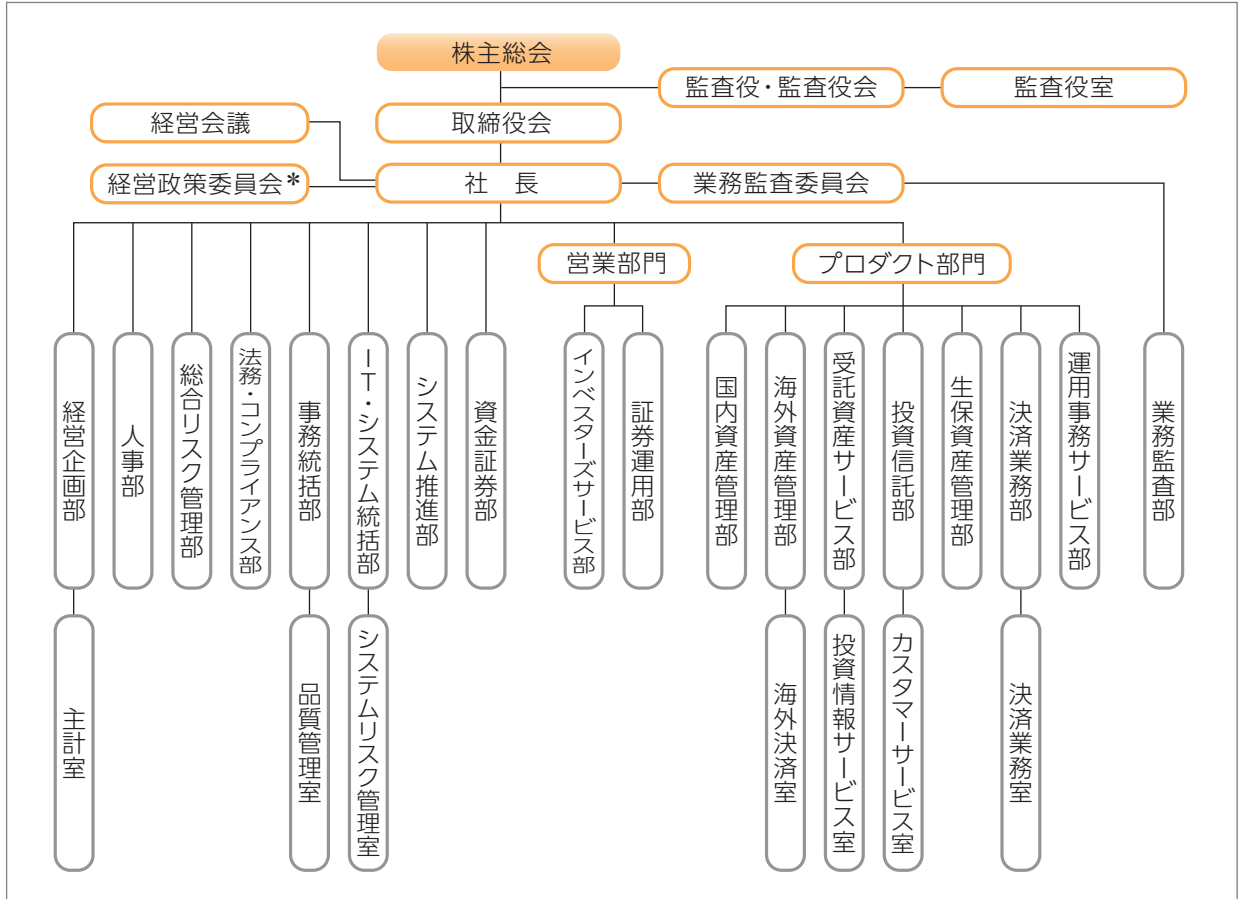 株主総会
監査役・監査役会
監査役室
経営会議
取締役会
経営政策委員会*
社 長
業務監査委員会
営業部門
プロダクト部門
経営企画部
人事部
総合リスク管理部
法務・コンプライアンス部
事務統括部
IT・システム統括部
システム推進部
資金証券部
インベスターズサービス部
証券運用部
国内資産管理部
海外資産管理部
受託資産サービス部
投資信託部
生保資産管理部
決済業務部
運用事務サービス部
業務監査部
主計室
品質管理室
システムリスク管理室
海外決済室
投資情報サービス室
カスタマーサービス室
決済業務室